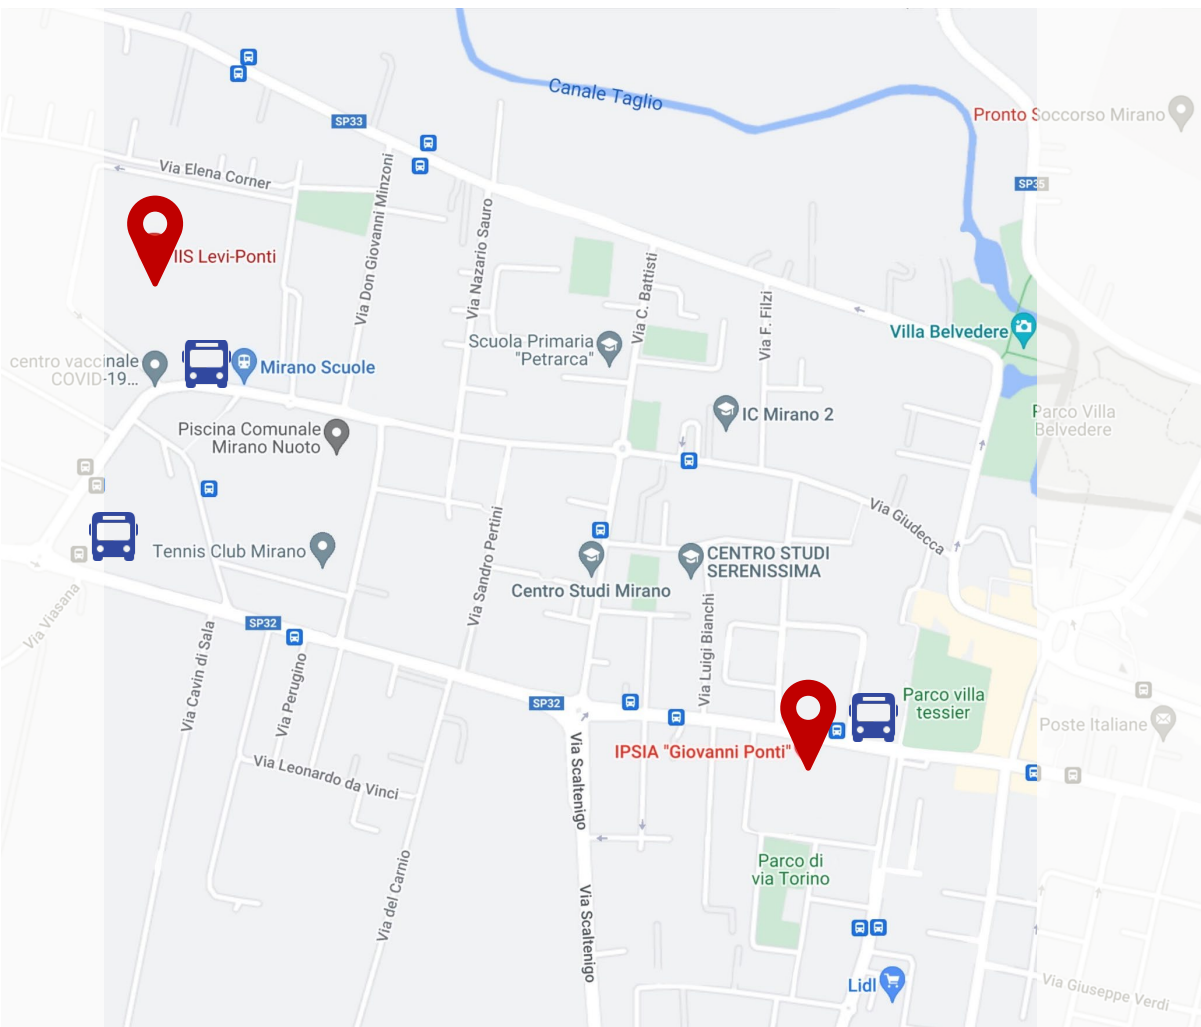 Canale Taglio
Pronto Soccorso Mirano
SP33
Via Elena Corner
SP35
IIS Levi-Ponti
Via Don Giovanni Minzoni
Via Nazario Sauro
Via C. Battisti
Via F. Filzi
Villa Belvedere
Scuola Primaria
"Petrarca"
centro vaccinale
COVID-19...
Mirano Scuole
IC Mirano 2
Parco Villa
Belvedere
Piscina Comunale
Mirano Nuoto
Via Giudecca
Via Sandro Pertini
Tennis Club Mirano
CENTRO STUDI
SERENISSIMA
Centro Studi Mirano
Via Viasana
SP32
Via Luigi Bianchi
Via Cavin di Sala
Via Perugino
Parco villa
tessier
SP32
Poste Italiane
IPSIA "Giovanni Ponti"
Via Leonardo da Vinci
Via Scaltenigo
Parco di
via Torino
Via del Carnio
Via Scaltenigo
Lidl
Via Giuseppe Verdi